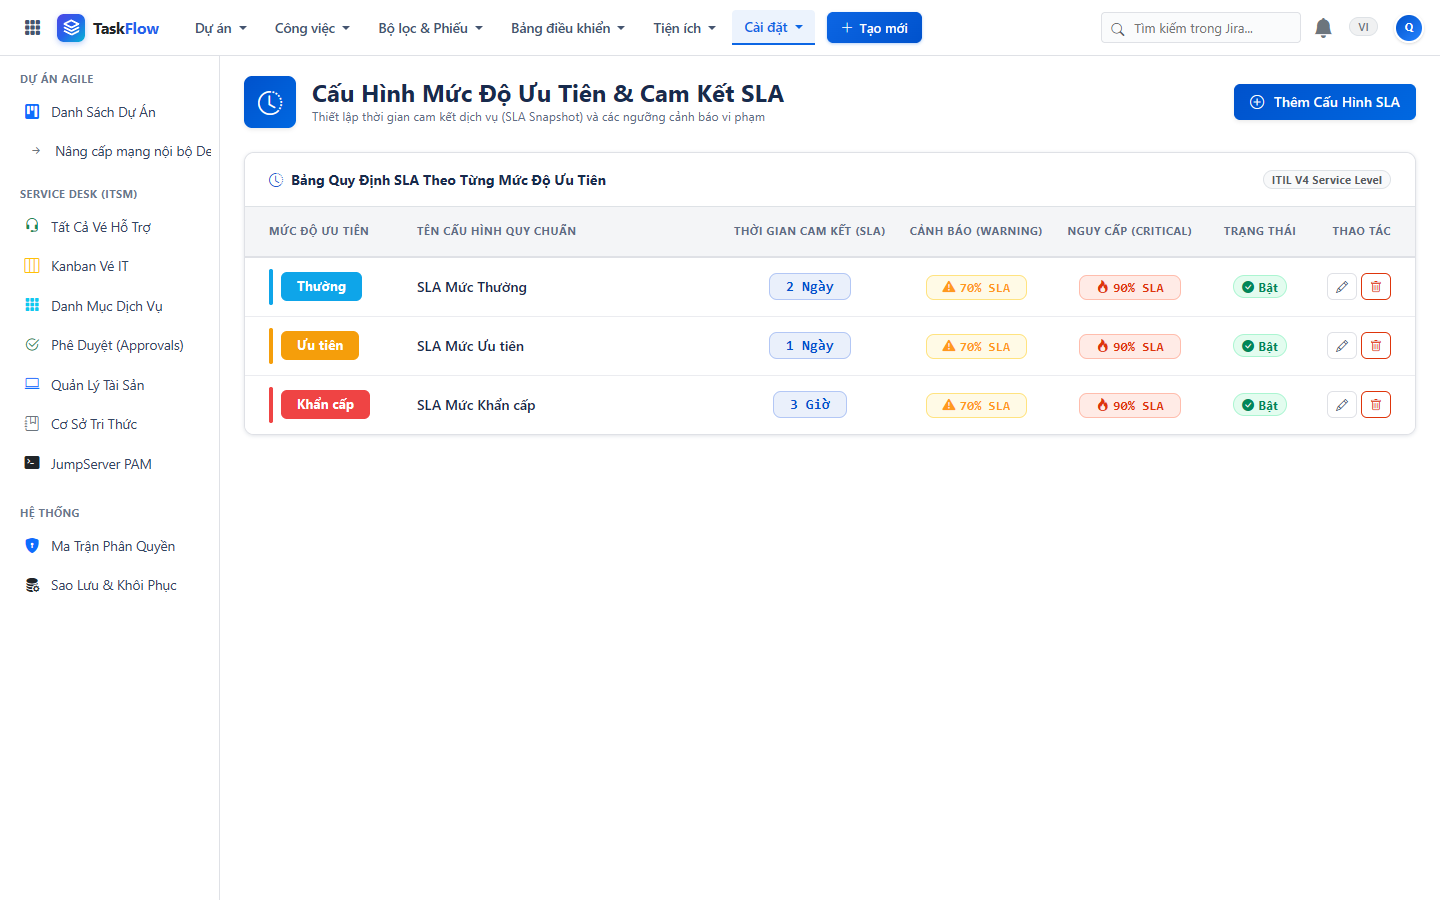 TaskFlow
Dự án
Công việc
Bộ lọc & Phiếu
Bảng điều khiển
Tiện ích
Cài đặt
+ Tạo mới
Tìm kiếm trong Jira...
VI
Q
DỰ ÁN AGILE
Danh Sách Dự Án
→ Nâng cấp mạng nội bộ De
SERVICE DESK (ITSM)
Tất Cả Vé Hỗ Trợ
Kanban Vé IT
Danh Mục Dịch Vụ
Phê Duyệt (Approvals)
Quản Lý Tài Sản
Cơ Sở Tri Thức
JumpServer PAM
HỆ THỐNG
Ma Trận Phân Quyền
Sao Lưu & Khôi Phục
Cấu Hình Mức Độ Ưu Tiên & Cam Kết SLA
Thiết lập thời gian cam kết dịch vụ (SLA Snapshot) và các ngưỡng cảnh báo vi phạm
Thêm Cấu Hình SLA
Bảng Quy Định SLA Theo Từng Mức Độ Ưu Tiên
ITIL V4 Service Level
MỨC ĐỘ ƯU TIÊN TÊN CẤU HÌNH QUY CHUẨN THỜI GIAN CAM KẾT (SLA) CẢNH BÁO (WARNING) NGUY CẤP (CRITICAL) TRẠNG THÁI THAO TÁC
Thường SLA Mức Thường 2 Ngày 70% SLA 90% SLA Bật
Ưu tiên SLA Mức Ưu tiên 1 Ngày 70% SLA 90% SLA Bật
Khẩn cấp SLA Mức Khẩn cấp 3 Giờ 70% SLA 90% SLA Bật